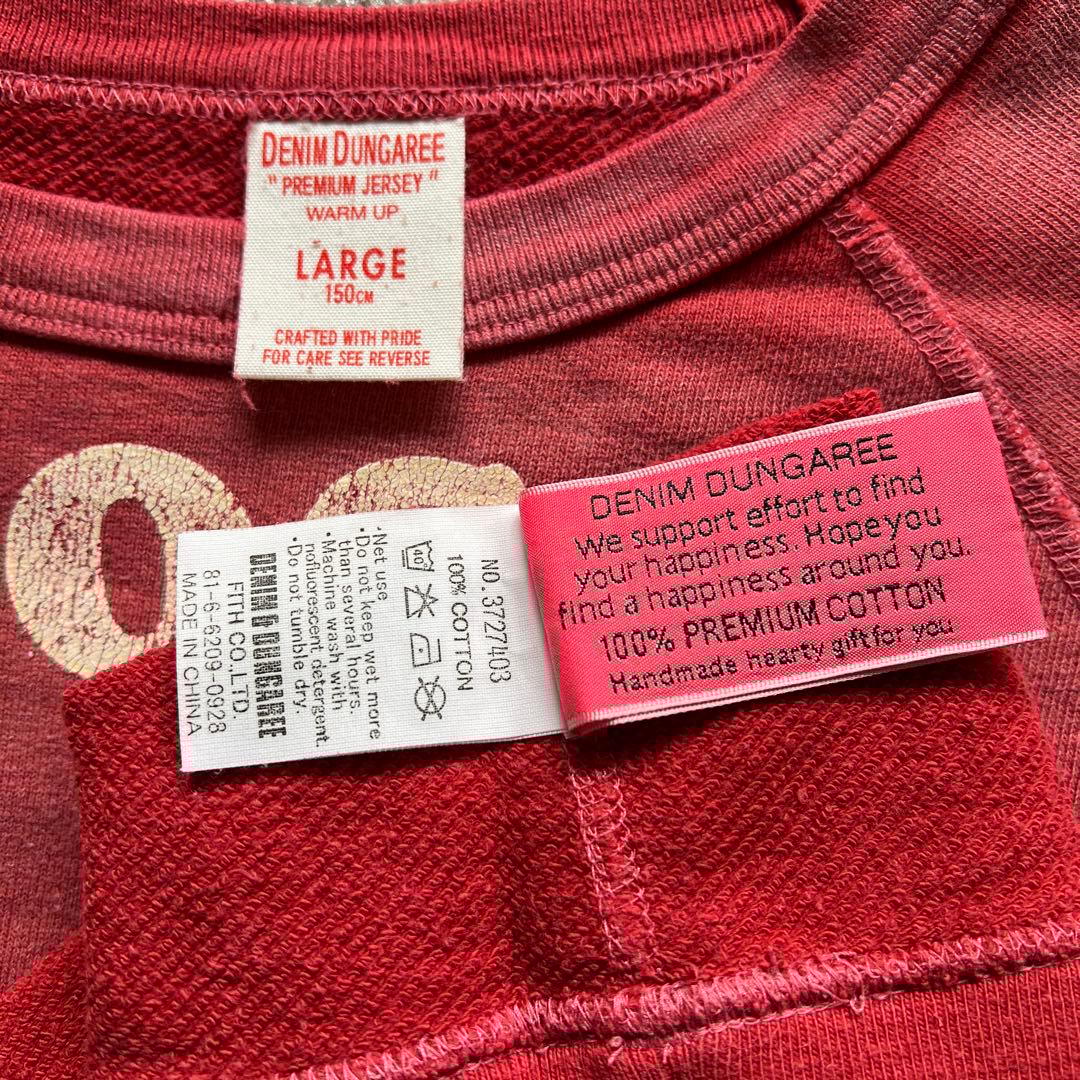 DENIM DUNGAREE
"PREMIUM JERSEY"
WARM UP
LARGE
150CM
CRAFTED WITH PRIDE
FOR CARE SEE REVERSE
DENIM DUNGAREE
We support effort to find
your happiness. Hope you
find a happiness around you.
100% PREMIUM COTTON
Handmade hearty gift for you
NO.3727403
100% COTTON
40
・Net use.
・Do not keep wet more
than several hours.
・Machine wash with
nofluorescent detergent.
・Do not tumble dry.
DENIM & DUNGAREE
FITH CO.,LTD.
81-6-6209-0928
MADE IN CHINA